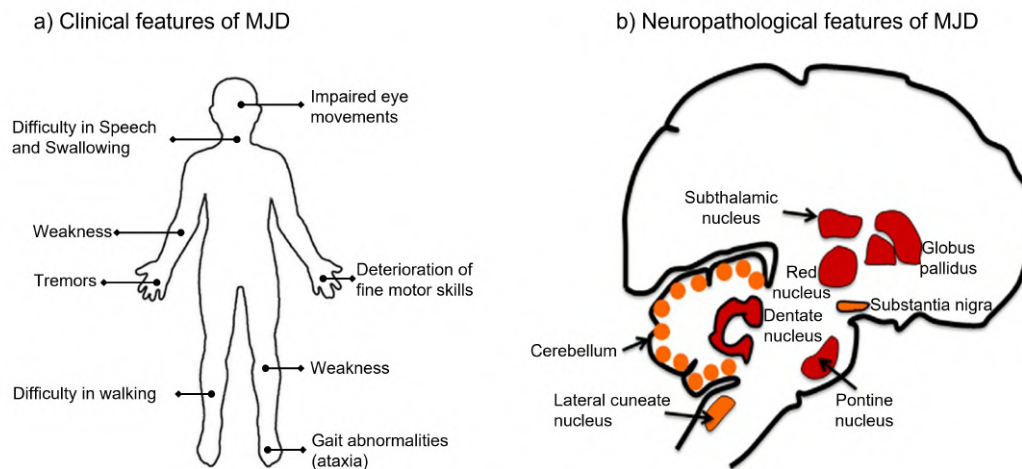 a) Clinical features of MJD
Impaired eye
movements
Difficulty in Speech
and Swallowing
Weakness
Tremors
Deterioration of
fine motor skills
Weakness
Difficulty in walking
Gait abnormalities
(ataxia)
b) Neuropathological features of MJD
Subthalamic
nucleus
Globus
pallidus
Red
nucleus
Substantia nigra
Dentate
nucleus
Cerebellum
Lateral cuneate
nucleus
Pontine
nucleus